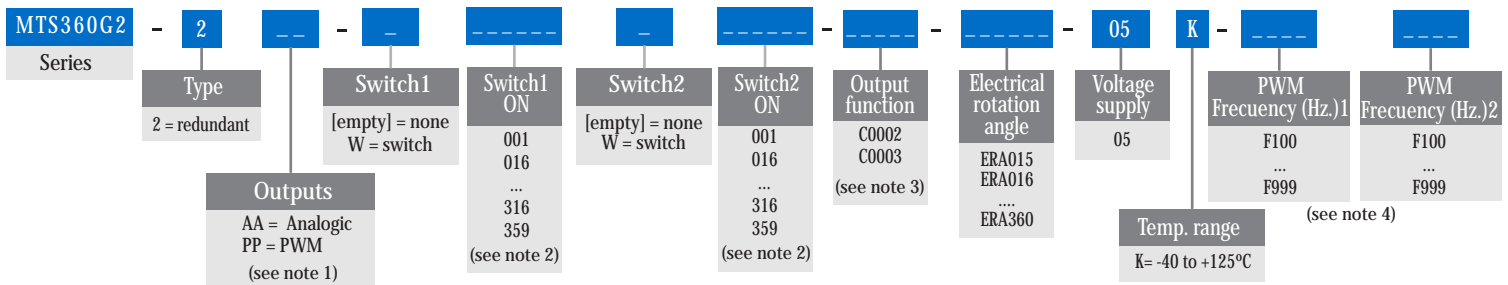 MTS360G2 - 2 _ _ - _ _ _ _ _ _ _ _ _ _ _ _ _ _ - _ _ _ _ _ - _ _ _ _ _ _ - 05 K - _ _ _ _ _ _ _ _
Series
Type
2 = redundant
Outputs
AA = Analogic
PP = PWM
(see note 1)
Switch1
[empty] = none
W = switch
Switch1
ON
001
016
...
316
359
(see note 2)
Switch2
[empty] = none
W = switch
Switch2
ON
001
016
...
316
359
(see note 2)
Output
function
C0002
C0003
(see note 3)
Electrical
rotation
angle
ERA015
ERA016
....
ERA360
Voltage
supply
05
Temp. range
K= -40 to +125ºC
PWM
Frecuency (Hz.)1
F100
...
F999
PWM
Frecuency (Hz.)2
F100
...
F999
(see note 4)